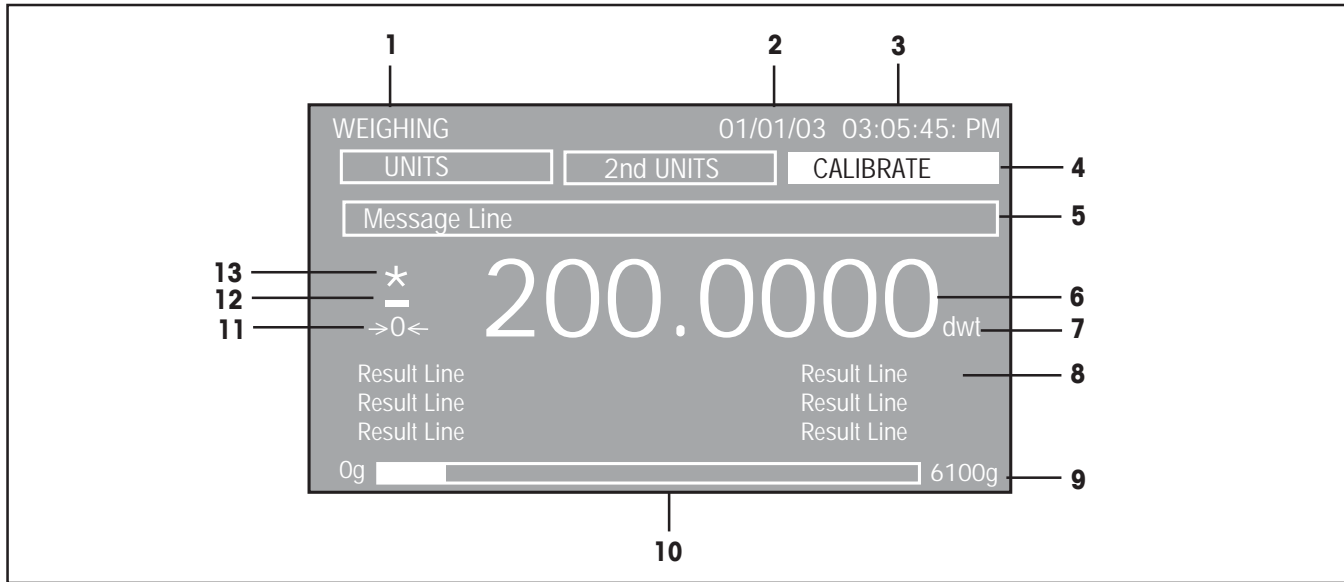 1 2 3
WEIGHING 01/01/03 03:05:45: PM
UNITS 2nd UNITS CALIBRATE 4
Message Line 5
13 *
12 –
11 →0←
200.0000 6
dwt 7
Result Line Result Line 8
Result Line Result Line
Result Line Result Line
0g 6100g 9
10